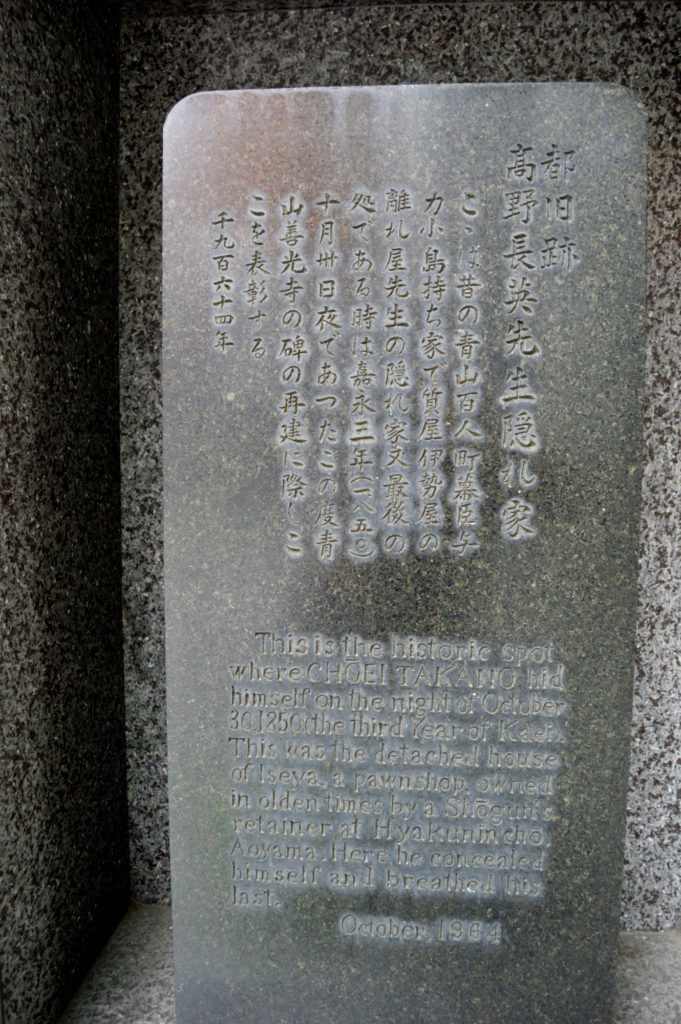 都旧跡
高野長英先生隠れ家
こゝは昔の青山百人町幕臣与
力小島持ち家で質屋伊勢屋の
離れ屋先生の隠れ家又最後の
処である時は嘉永三年(一八五〇)
十月卅日夜であつたこの度青
山善光寺の碑の再建に際しこ
こを表彰する
千九百六十四年
This is the historic spot
where CHŌEI TAKANO hid
himself on the night of October
30,1850(the third Year of Kaei).
This was the detached house
of Iseya, a pawnshop owned
in olden times by a Shōgun's
retainer at Hyakunincho
Aoyama. Here he concealed
himself and breathed his
last.
October, 1964